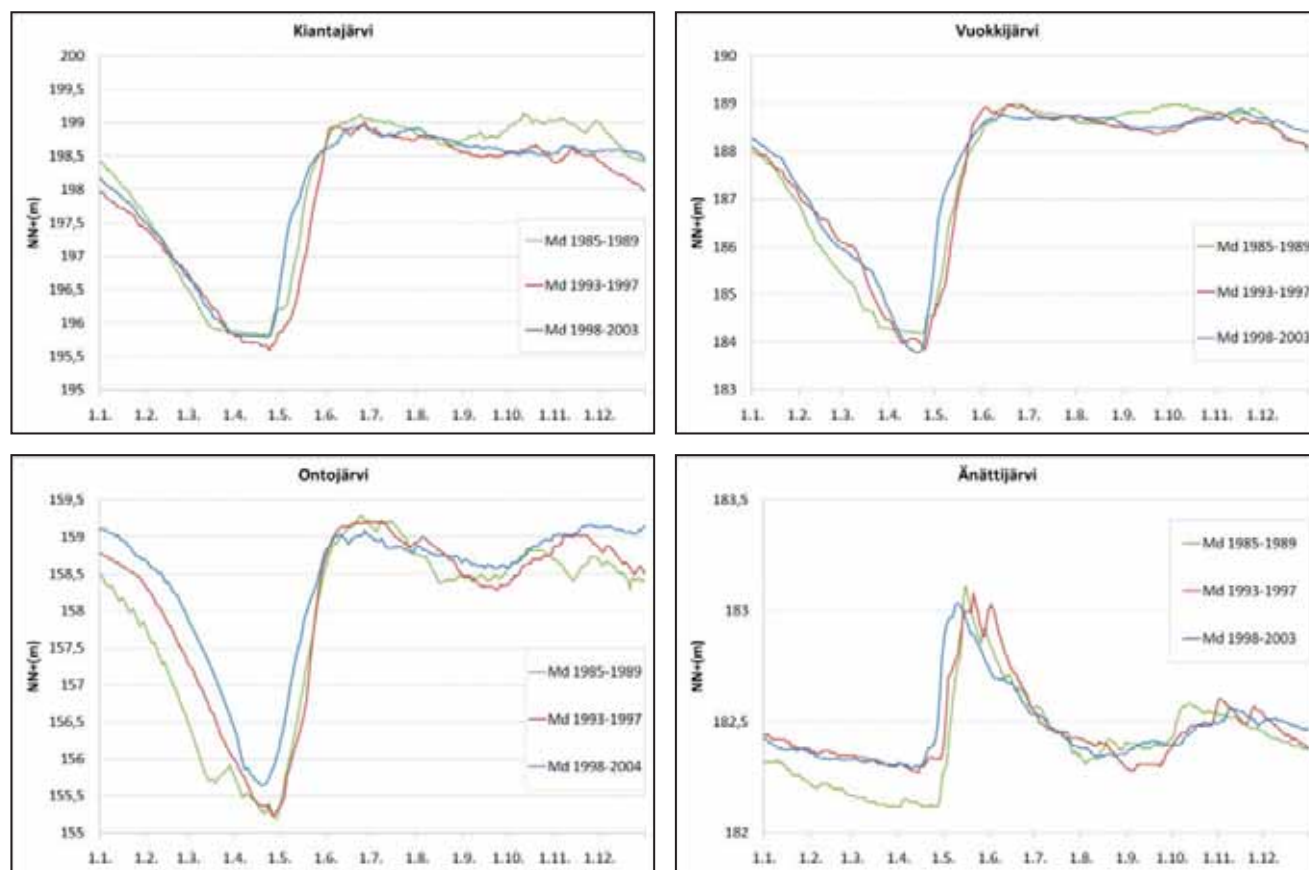 Kiantajärvi
200
199,5
199
198,5
198
197,5
197
196,5
196
195,5
195
NN+(m)
1.1. 1.2. 1.3. 1.4. 1.5. 1.6. 1.7. 1.8. 1.9. 1.10. 1.11. 1.12.
Md 1985-1989
Md 1993-1997
Md 1998-2003
Vuokkijärvi
190
189
188
187
186
185
184
183
NN+(m)
1.1. 1.2. 1.3. 1.4. 1.5. 1.6. 1.7. 1.8. 1.9. 1.10. 1.11. 1.12.
Md 1985-1989
Md 1993-1997
Md 1998-2003
Ontojärvi
159,5
159
158,5
158
157,5
157
156,5
156
155,5
155
NN+(m)
1.1. 1.2. 1.3. 1.4. 1.5. 1.6. 1.7. 1.8. 1.9. 1.10. 1.11. 1.12.
Md 1985-1989
Md 1993-1997
Md 1998-2004
Änättijärvi
183,5
183
182,5
182
NN+(m)
1.1. 1.2. 1.3. 1.4. 1.5. 1.6. 1.7. 1.8. 1.9. 1.10. 1.11. 1.12.
Md 1985-1989
Md 1993-1997
Md 1998-2003